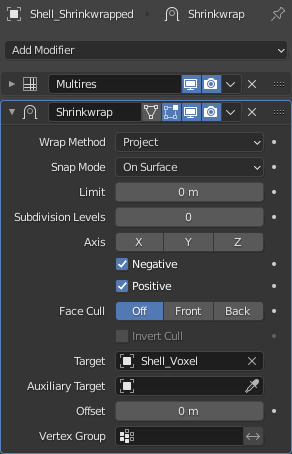 Shell_Shrinkwrapped > Shrinkwrap
Add Modifier
Multires
Shrinkwrap
Wrap Method Project
Snap Mode On Surface
Limit 0 m
Subdivision Levels 0
Axis X Y Z
Negative
Positive
Face Cull Off Front Back
Invert Cull
Target Shell_Voxel
Auxiliary Target
Offset 0 m
Vertex Group